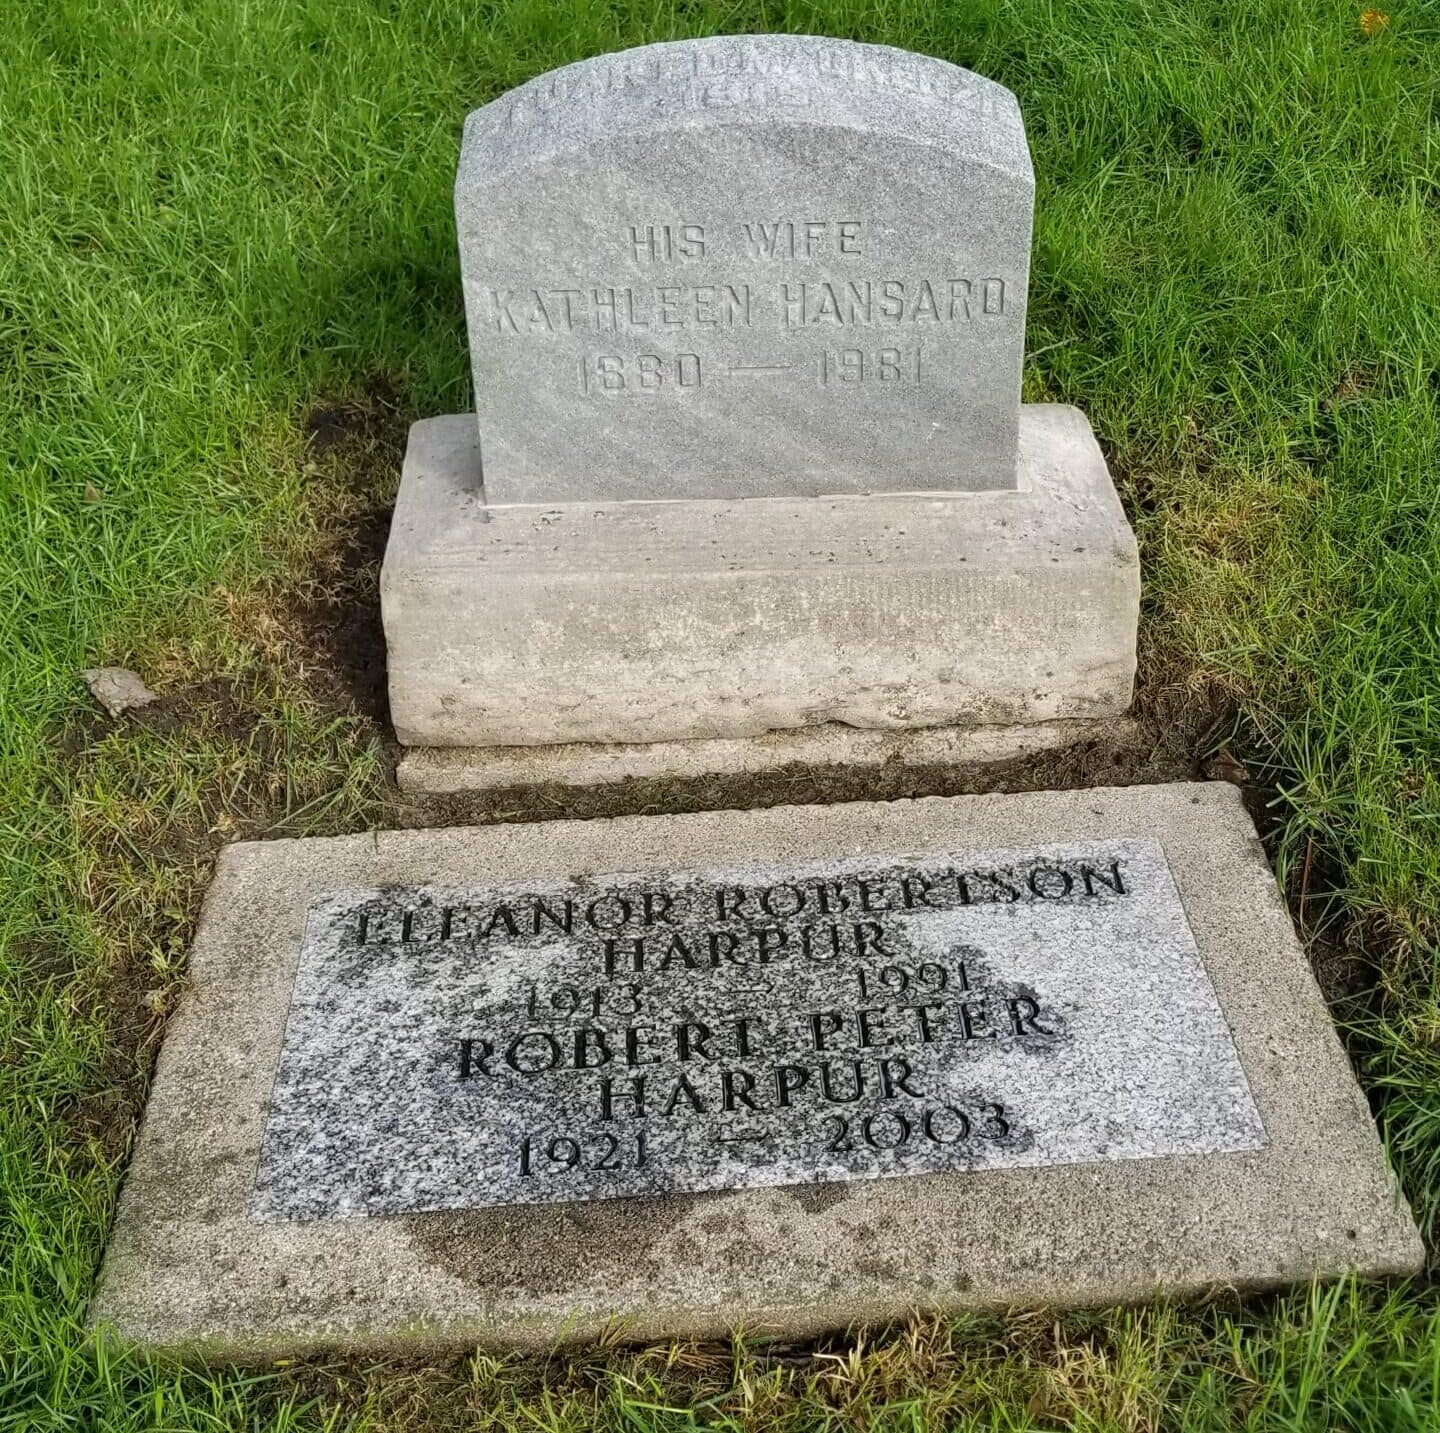 HIS WIFE
KATHLEEN HANSARD
1880 — 1981
ELEANOR ROBERTSON
HARPUR
1913 — 1991
ROBERT PETER
HARPUR
1921 — 2003